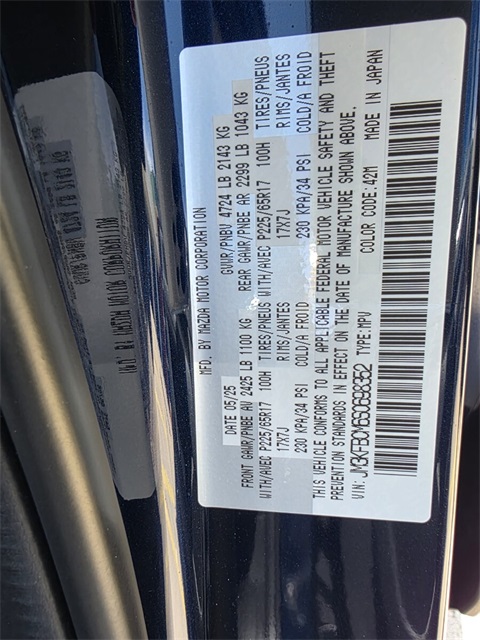 MFD. BY MAZDA MOTOR CORPORATION
DATE 05/25 GVWR/PNBV 4724 LB 2143 KG
FRONT GAWR/PNBE AV 2425 LB 1100 KG REAR GAWR/PNBE AR 2299 LB 1043 KG
WITH/AVEC P225/65R17 100H TIRES/PNEUS WITH/AVEC P225/65R17 100H TIRES/PNEUS
17X7J RIMS/JANTES 17X7J RIMS/JANTES
230 KPA/34 PSI COLD/A FROID 230 KPA/34 PSI COLD/A FROID
THIS VEHICLE CONFORMS TO ALL APPLICABLE FEDERAL MOTOR VEHICLE SAFETY AND THEFT
STANDARDS IN EFFECT ON THE DATE OF MANUFACTURE SHOWN ABOVE.
VIN: JM3KFBCM6S0698352 TYPE: MPV COLOR CODE: 42M MADE IN JAPAN